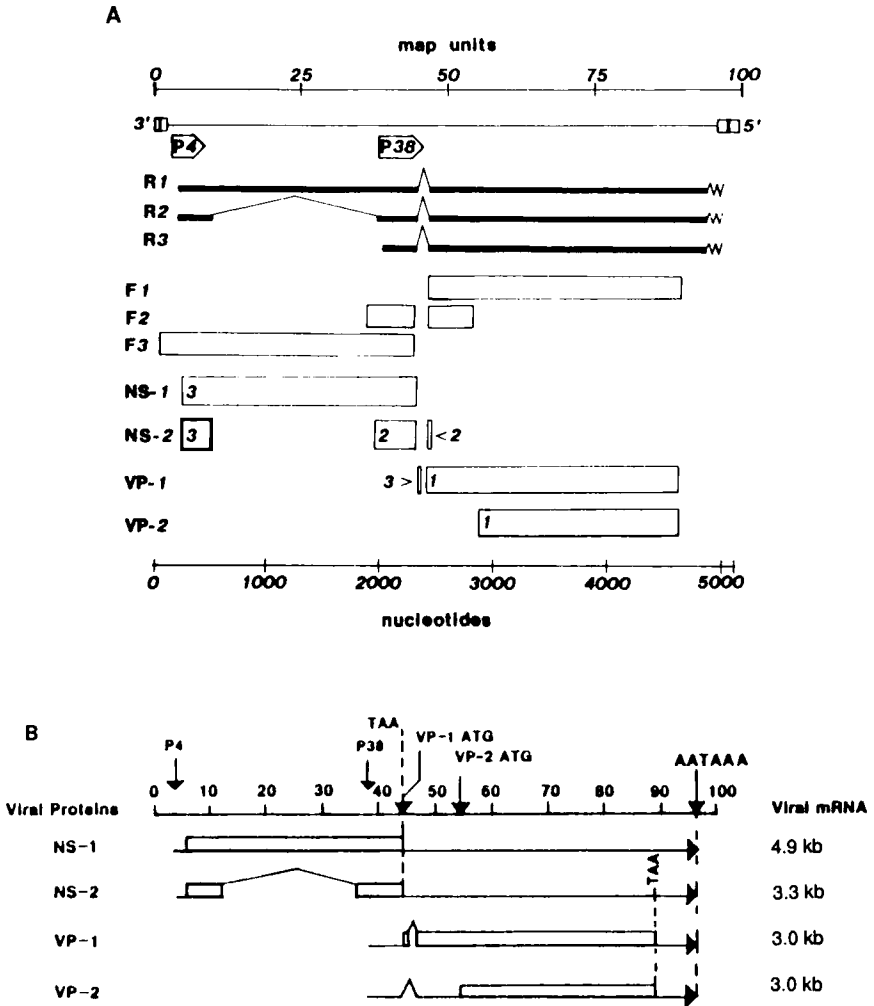 A
map units
0 25 50 75 100
3' 5'
P4 P38
R1
R2
R3
F1
F2
F3
NS-1 3
NS-2 3 2 <2
VP-1 3> 1
VP-2 1
0 1000 2000 3000 4000 5000
nucleotides
B
TAA
VP-1 ATG
P4 P38 VP-2 ATG AATAAA
0 10 20 30 40 50 60 70 80 90 100
Viral Proteins Viral mRNA
NS-1 4.9 kb
TAA
NS-2 3.3 kb
VP-1 3.0 kb
VP-2 3.0 kb